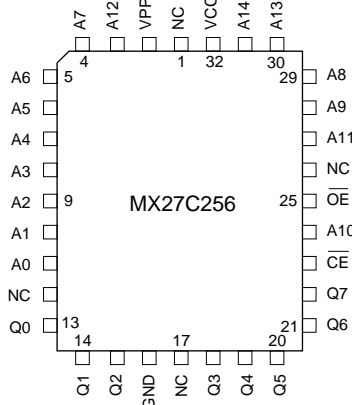 A7 A12 VPP NC VCC A14 A13
4 1 32 30
A6 5 29 A8
A5 A9
A4 A11
A3 NC
A2 9 MX27C256 25 OE
A1 A10
A0 CE
NC Q7
Q0 13 21 Q6
14 17 20
Q1 Q2 GND NC Q3 Q4 Q5